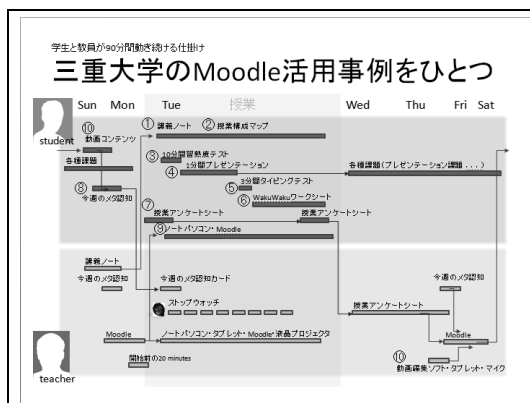 学生と教員が90分間動き続ける仕掛け
三重大学のMoodle活用事例をひとつ
Sun Mon Tue 授業 Wed Thu Fri Sat
student
⑩
動画コンテンツ
① 講義ノート ② 授業構成マップ
各種課題
③ 10分間習熟度テスト
④ 1分間プレゼンテーション
各種課題(プレゼンテーション課題....)
⑤ 3分間タイピングテスト
⑧
今週のメタ認知
⑥ WakuWakuワークシート
⑦ 授業アンケートシート 授業アンケートシート
⑨ ノートパソコン・Moodle
講義ノート
今週のメタ認知 今週のメタ認知カード 今週のメタ認知
ストップウォッチ 授業アンケートシート
Moodle ノートパソコン・タブレット・Moodle・液晶プロジェクタ Moodle
開始前の20 minutes
⑩
動画編集ソフト・タブレット・マイク
teacher